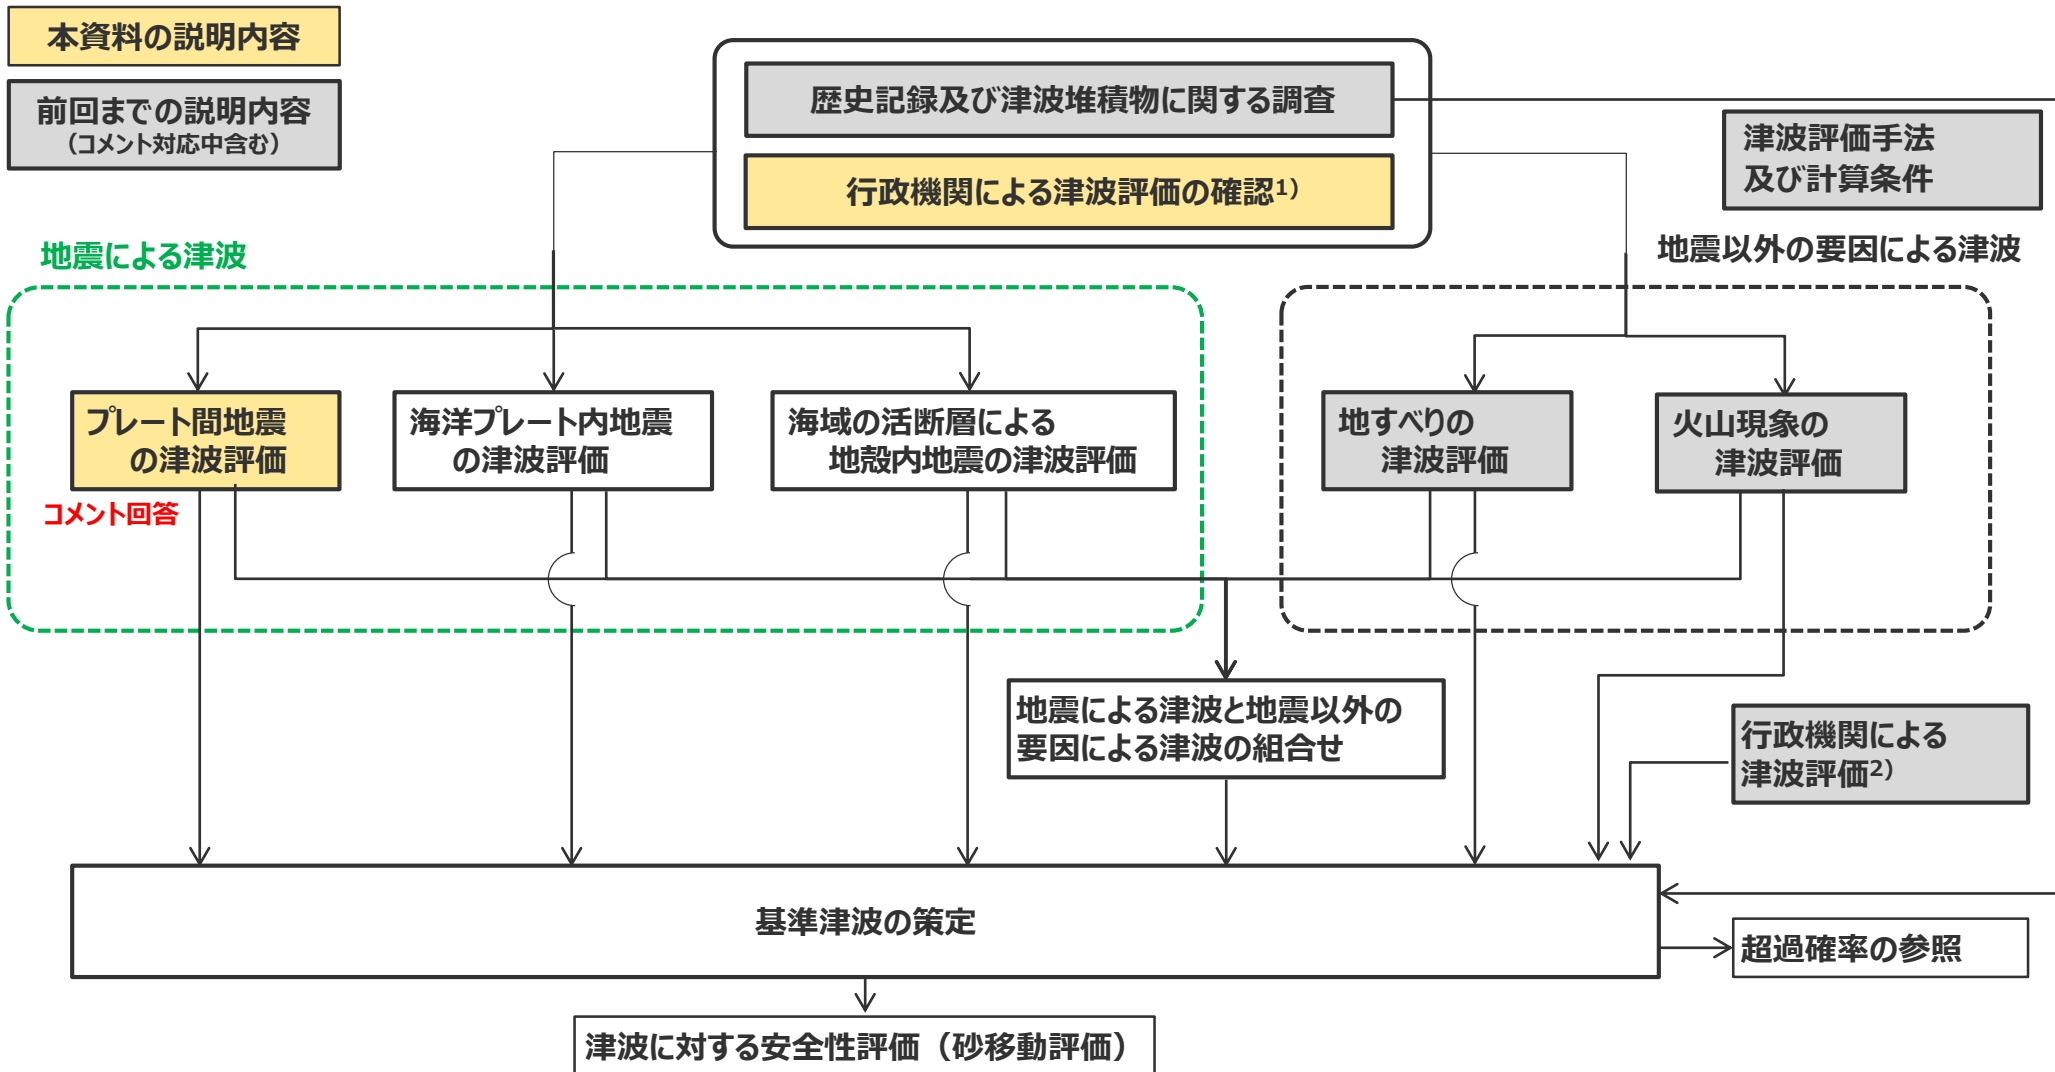 本資料の説明内容
前回までの説明内容
（コメント対応中含む）
歴史記録及び津波堆積物に関する調査
行政機関による津波評価の確認1）
津波評価手法
及び計算条件
地震による津波
地震以外の要因による津波
プレート間地震
の津波評価
海洋プレート内地震
の津波評価
海域の活断層による
地殻内地震の津波評価
地すべりの
津波評価
火山現象の
津波評価
コメント回答
地震による津波と地震以外の
要因による津波の組合せ
行政機関による
津波評価2）
基準津波の策定
超過確率の参照
津波に対する安全性評価（砂移動評価）